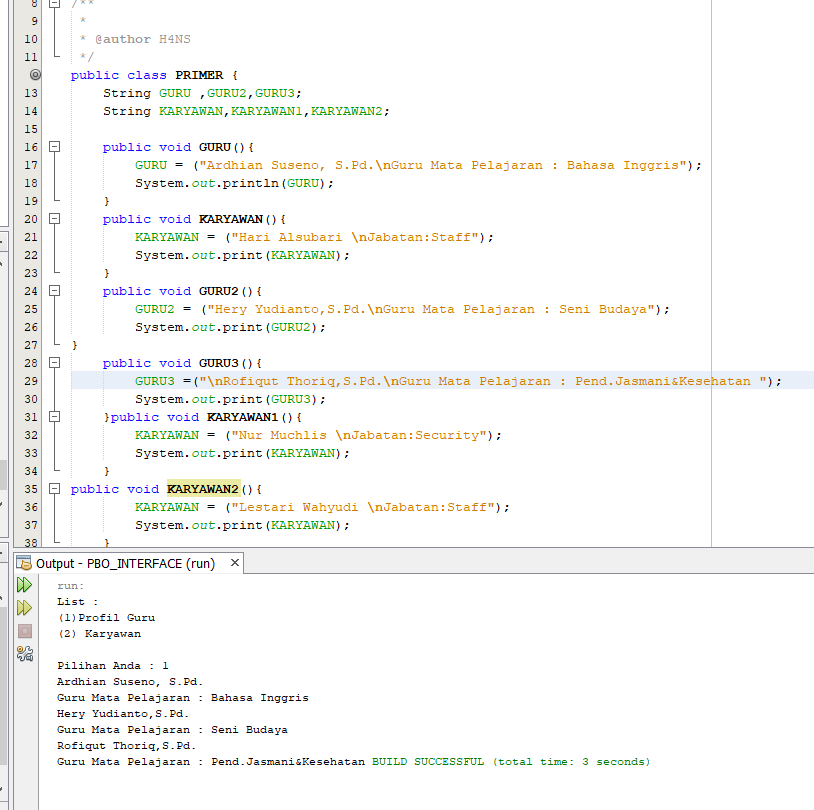 8 /**
9 *
10 * @author H4NS
11 */
public class PRIMER {
13 String GURU ,GURU2,GURU3;
14 String KARYAWAN,KARYAWAN1,KARYAWAN2;
15
16 public void GURU(){
17 GURU = ("Ardhian Suseno, S.Pd.\nGuru Mata Pelajaran : Bahasa Inggris");
18 System.out.println(GURU);
19 }
20 public void KARYAWAN(){
21 KARYAWAN = ("Hari Alsubari \nJabatan:Staff");
22 System.out.print(KARYAWAN);
23 }
24 public void GURU2(){
25 GURU2 = ("Hery Yudianto,S.Pd.\nGuru Mata Pelajaran : Seni Budaya");
26 System.out.print(GURU2);
27 }
28 public void GURU3(){
29 GURU3 =("\nRofiqut Thoriq,S.Pd.\nGuru Mata Pelajaran : Pend.Jasmani&Kesehatan ");
30 System.out.print(GURU3);
31 }public void KARYAWAN1(){
32 KARYAWAN = ("Nur Muchlis \nJabatan:Security");
33 System.out.print(KARYAWAN);
34 }
35 public void KARYAWAN2(){
36 KARYAWAN = ("Lestari Wahyudi \nJabatan:Staff");
37 System.out.print(KARYAWAN);
38 }
Output - PBO_INTERFACE (run) ×
run:
List :
(1)Profil Guru
(2) Karyawan
Pilihan Anda : 1
Ardhian Suseno, S.Pd.
Guru Mata Pelajaran : Bahasa Inggris
Hery Yudianto,S.Pd.
Guru Mata Pelajaran : Seni Budaya
Rofiqut Thoriq,S.Pd.
Guru Mata Pelajaran : Pend.Jasmani&Kesehatan BUILD SUCCESSFUL (total time: 3 seconds)